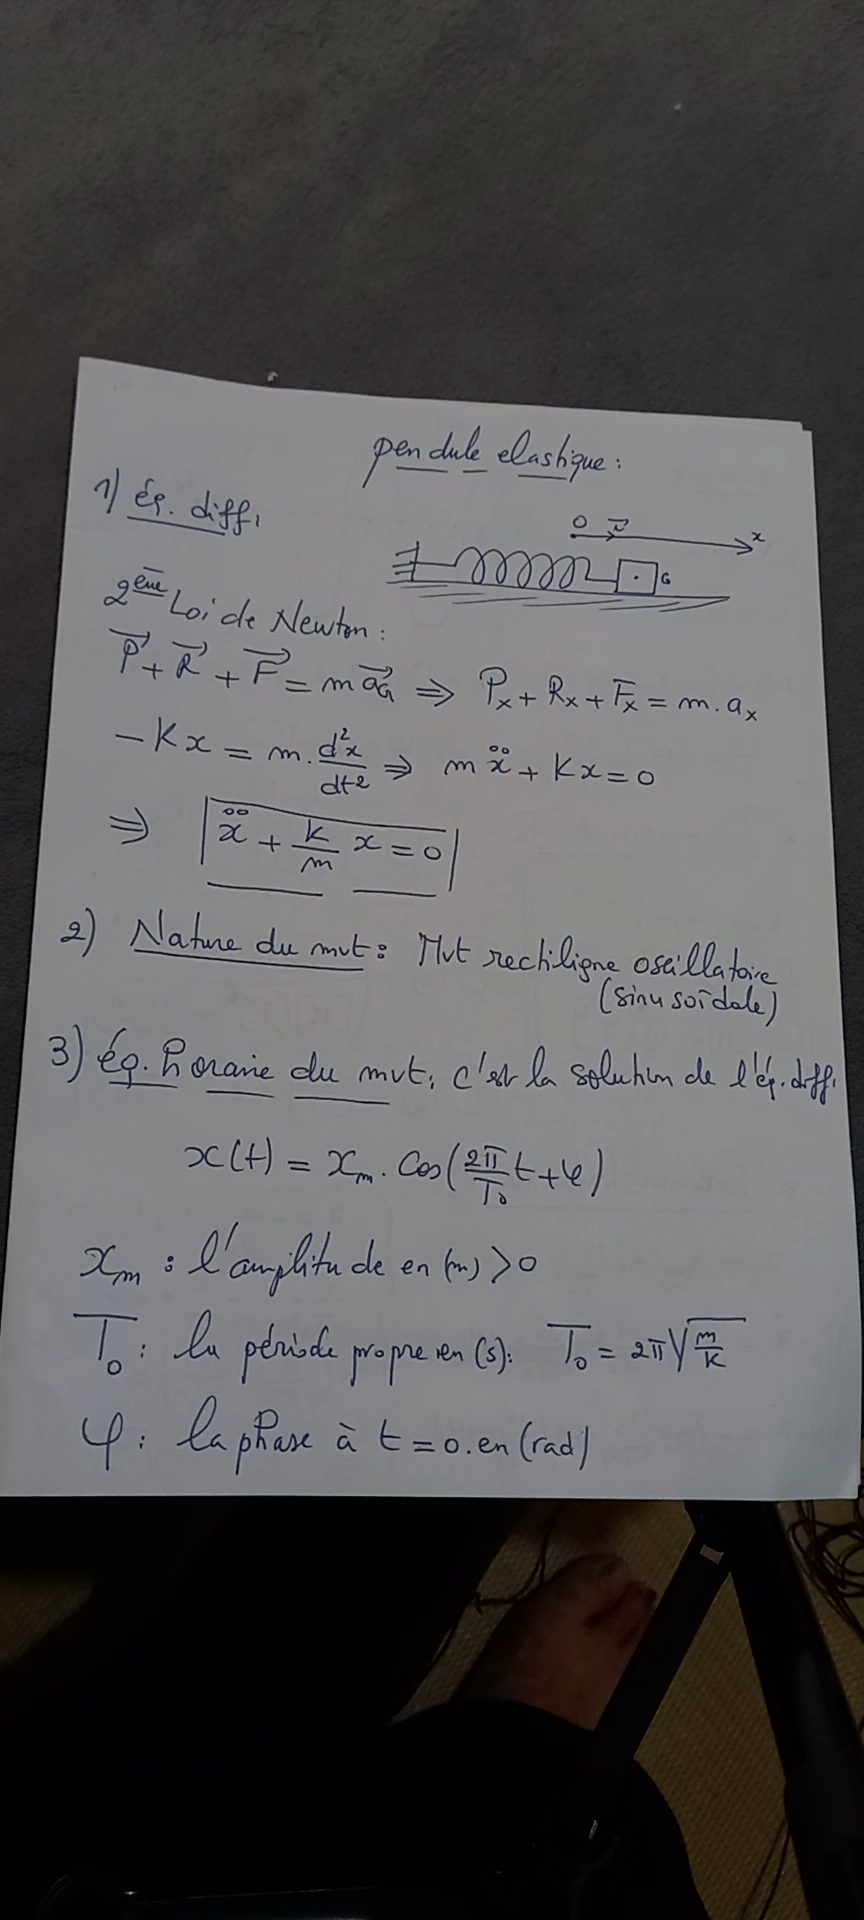 pendule elastique :
1) éq. diff,
O i⃗ x
G
2ème Loi de Newton :
P⃗ + R⃗ + F⃗ = m a⃗G ⇒ Px + Rx + Fx = m. ax
- Kx = m. d²x/dt² ⇒ m ẍ + Kx = 0
⇒ ẍ + k/m x = 0
2) Nature du mvt : Mvt rectiligne oscillatoire
(sinusoïdale)
3) éq. horaire du mvt, c'est la solution de l'éq. diff.
x(t) = xm. Cos(2π/T₀ t + φ)
xm : l'amplitude en (m) > 0
T₀ : la période propre en (s) : T₀ = 2π√(m/k)
φ : la phase à t = 0. en (rad)